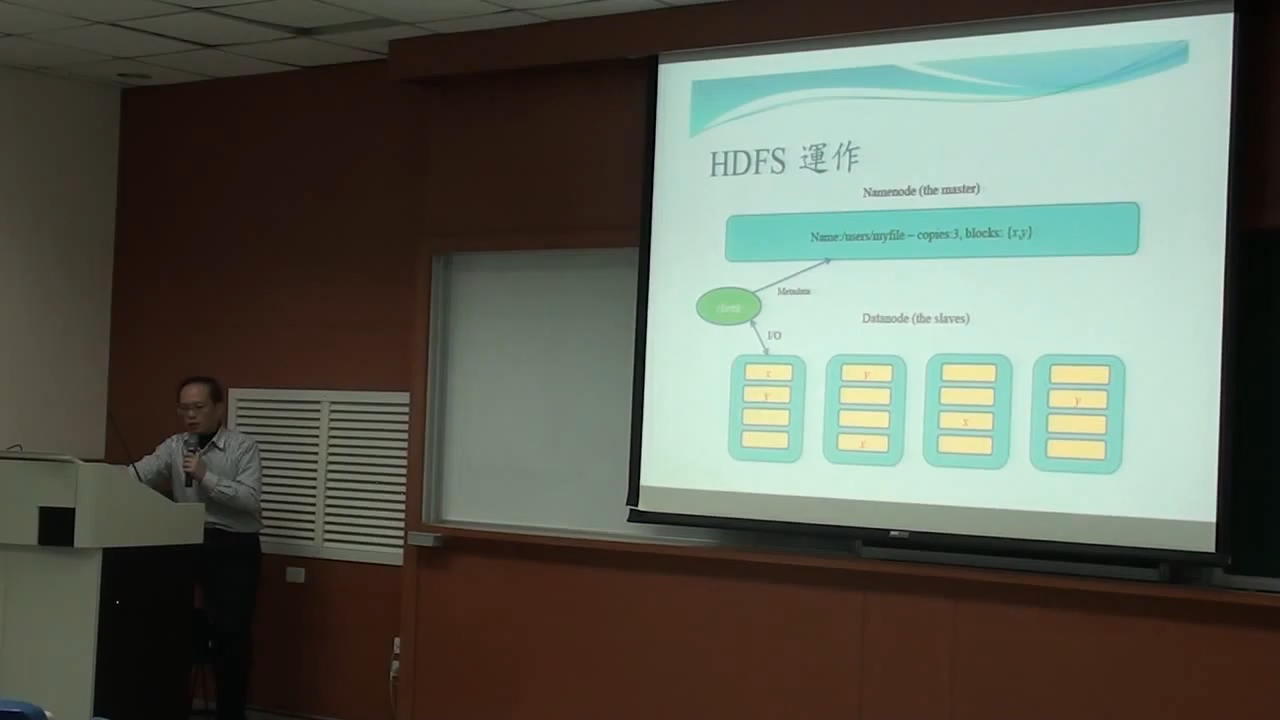 HDFS 運作
Namenode (the master)
Name:/users/myfile – copies:3, blocks: {x,y}
Metadata
client
Datanode (the slaves)
I/O
x
y
y
x
x
y